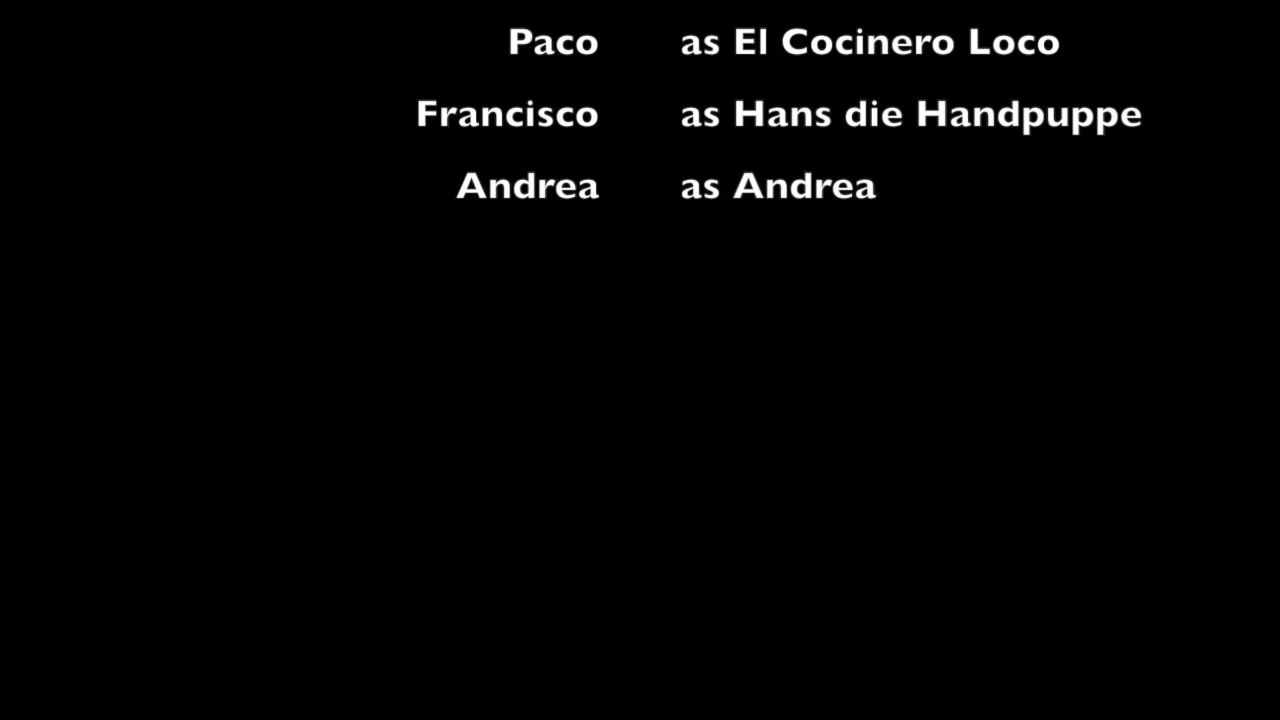 Paco as El Cocinero Loco
Francisco as Hans die Handpuppe
Andrea as Andrea